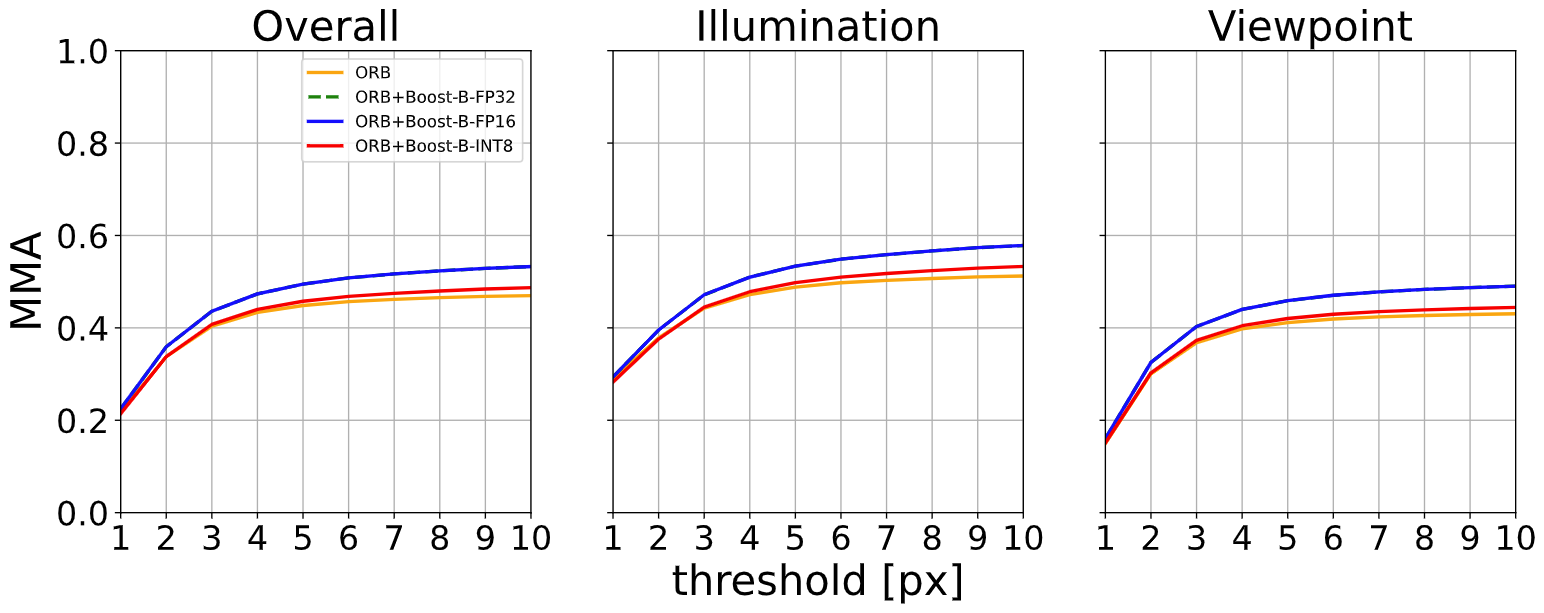 Overall
Illumination
Viewpoint
MMA
1.0
0.8
0.6
0.4
0.2
0.0
ORB
ORB+Boost-B-FP32
ORB+Boost-B-FP16
ORB+Boost-B-INT8
1 2 3 4 5 6 7 8 9 10
1 2 3 4 5 6 7 8 9 10
1 2 3 4 5 6 7 8 9 10
threshold [px]